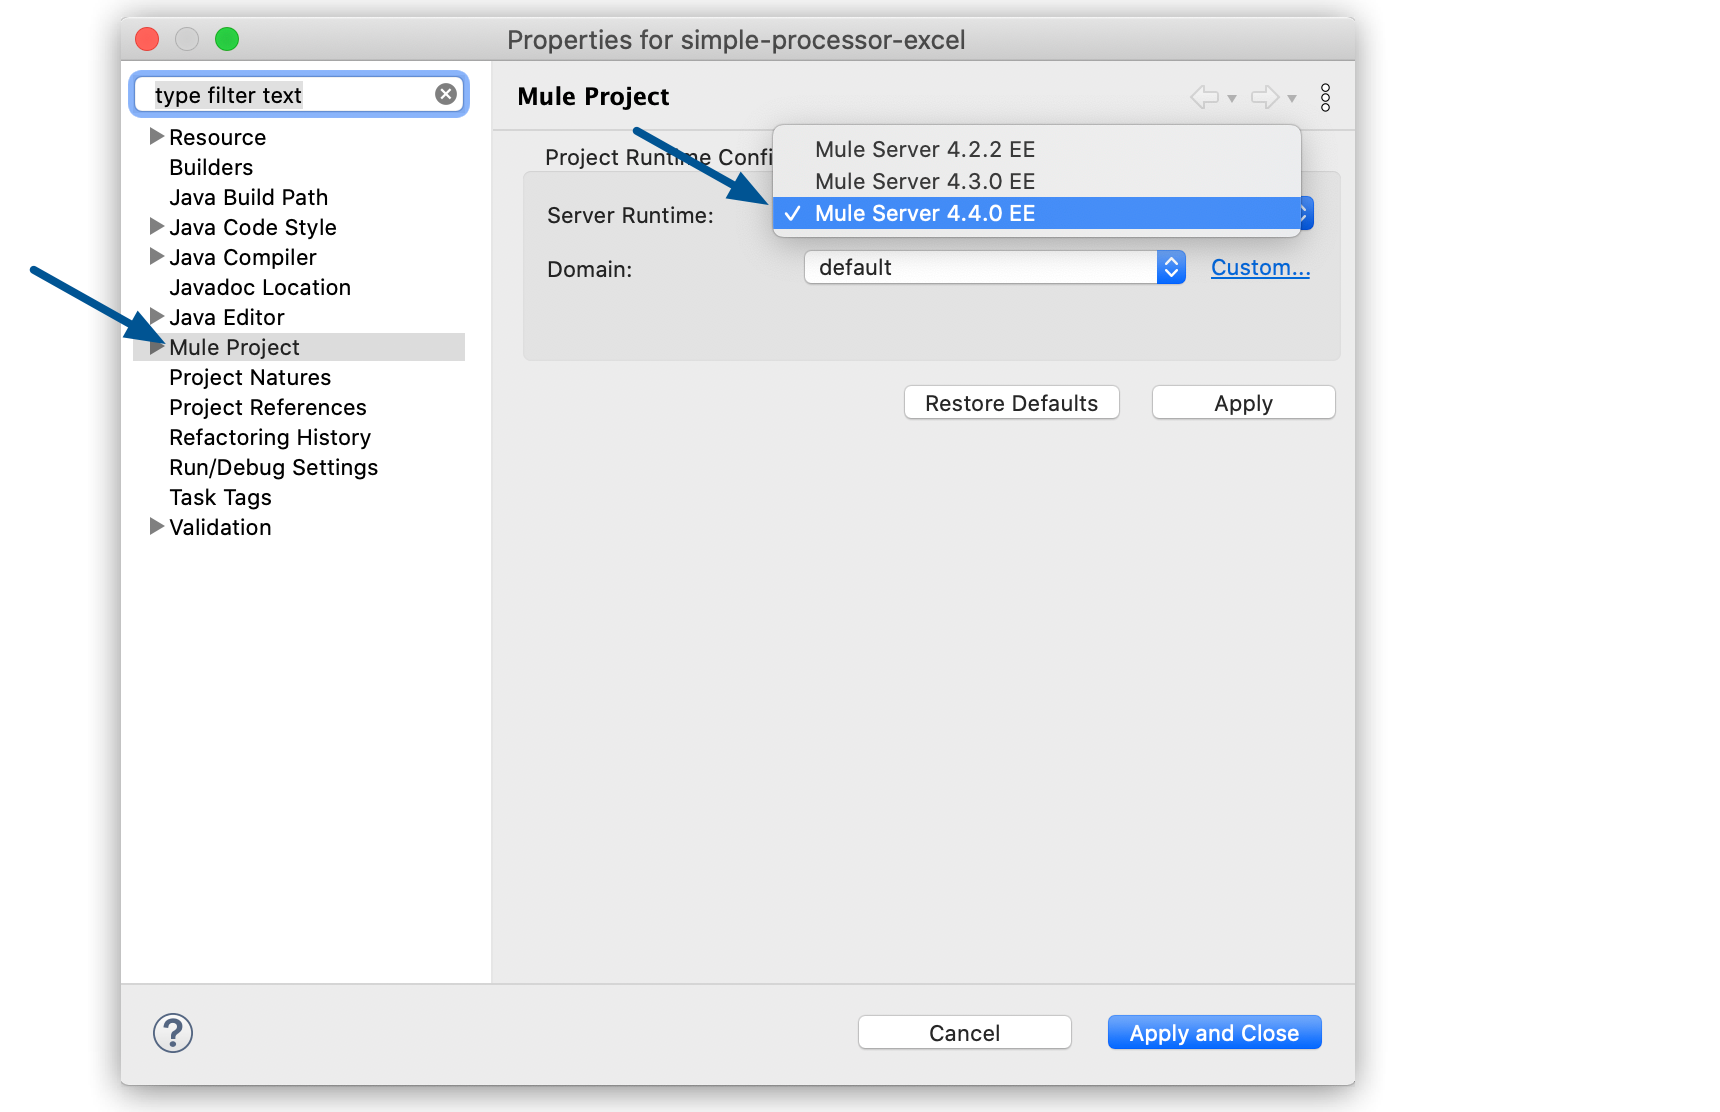 Properties for simple-processor-excel
type filter text
Resource
Builders
Java Build Path
Java Code Style
Java Compiler
Javadoc Location
Java Editor
Mule Project
Project Natures
Project References
Refactoring History
Run/Debug Settings
Task Tags
Validation
Mule Project
Project Runtime Confi
Mule Server 4.2.2 EE
Mule Server 4.3.0 EE
✓ Mule Server 4.4.0 EE
Server Runtime:
Domain: default Custom...
Restore Defaults Apply
? Cancel Apply and Close